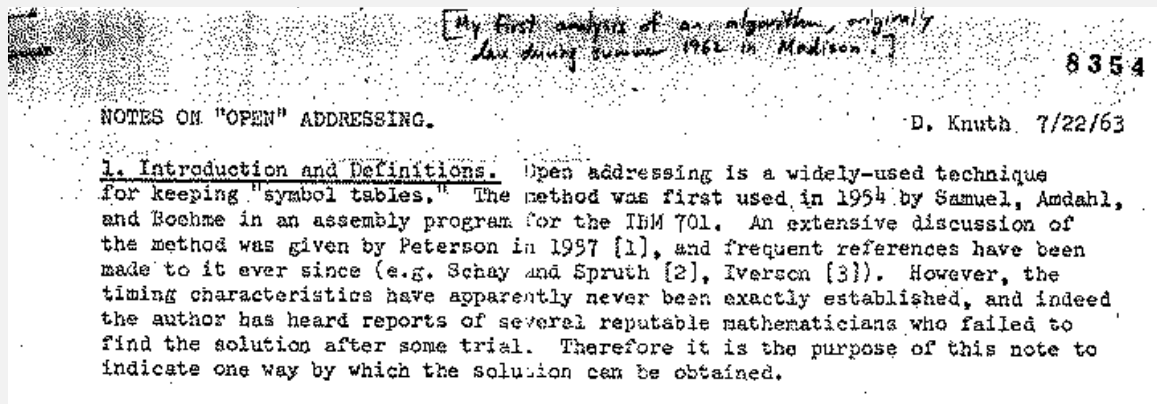 [My first analysis of an algorithm, originally
done during summer 1962 in Madison.]
8354
NOTES ON "OPEN" ADDRESSING.
D. Knuth 7/22/63
1. Introduction and Definitions. Open addressing is a widely-used technique
for keeping "symbol tables." The method was first used in 1954 by Samuel, Amdahl,
and Boehme in an assembly program for the IBM 701. An extensive discussion of
the method was given by Peterson in 1957 [1], and frequent references have been
made to it ever since (e.g. Schay and Spruth [2], Iverson [3]). However, the
timing characteristics have apparently never been exactly established, and indeed
the author has heard reports of several reputable mathematicians who failed to
find the solution after some trial. Therefore it is the purpose of this note to
indicate one way by which the solution can be obtained.